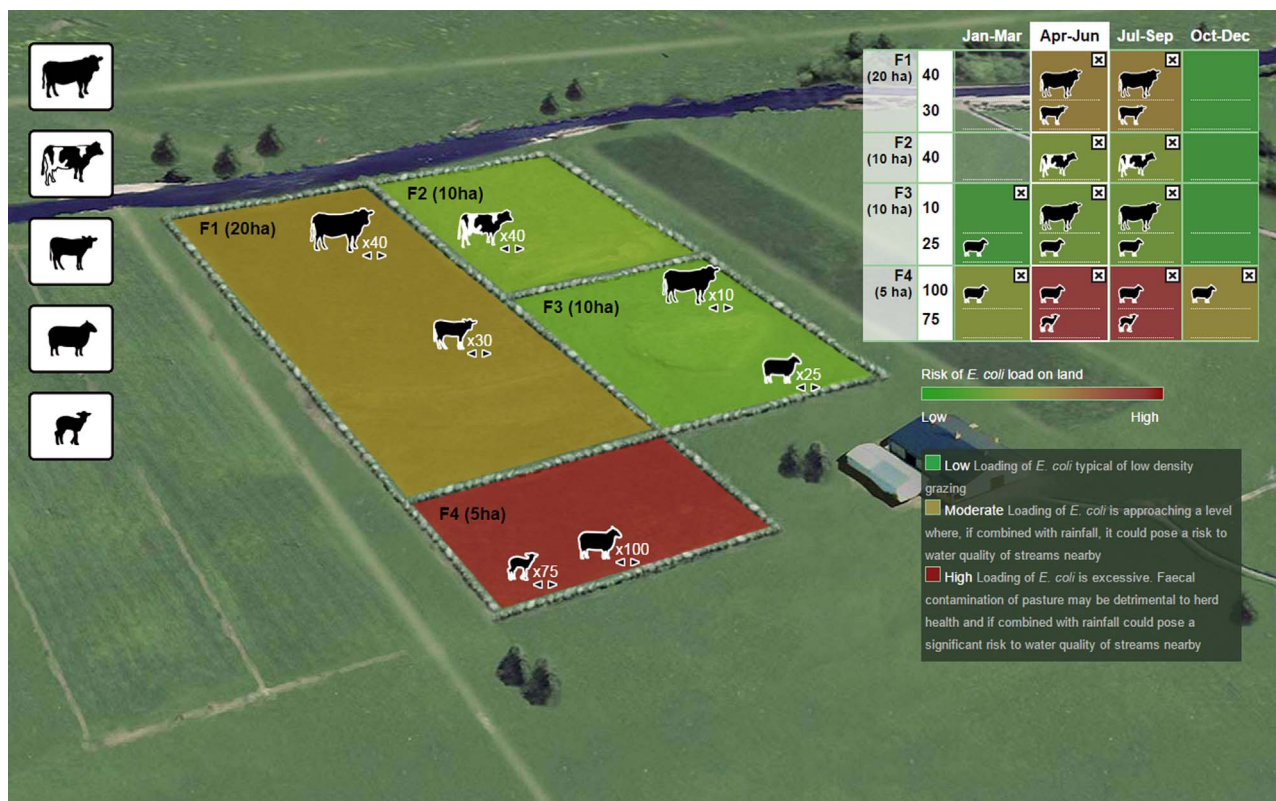 Jan-Mar Apr-Jun Jul-Sep Oct-Dec
F1
(20 ha)
40
30
F2
(10 ha)
40
F3
(10 ha)
10
25
F4
(5 ha)
100
75
F1 (20ha)
x40
x30
F2 (10ha)
x40
F3 (10ha)
x10
x25
F4 (5ha)
x75
x100
Risk of E. coli load on land
Low High
Low Loading of E. coli typical of low density
grazing
Moderate Loading of E. coli is approaching a level
where, if combined with rainfall, it could pose a risk to
water quality of streams nearby
High Loading of E. coli is excessive. Faecal
contamination of pasture may be detrimental to herd
health and if combined with rainfall could pose a
significant risk to water quality of streams nearby